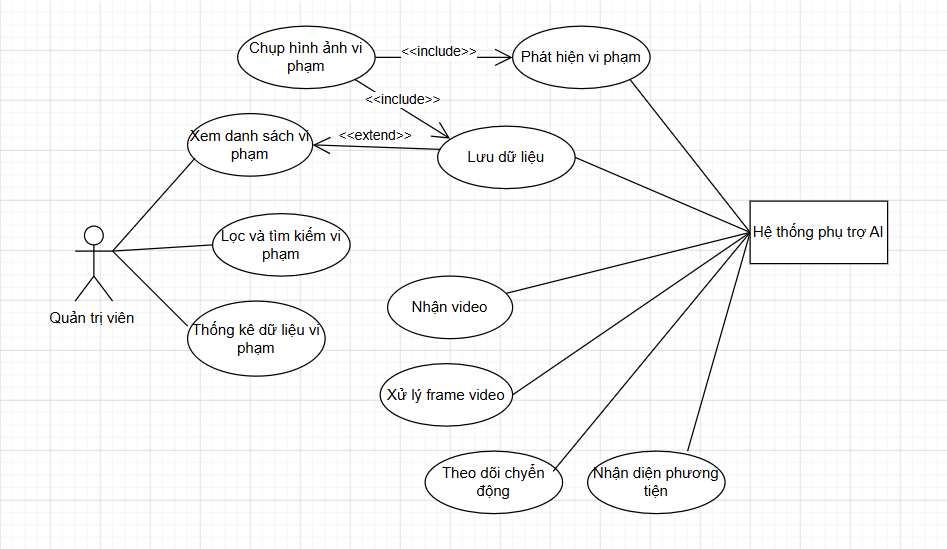 Chụp hình ảnh vi
phạm
<<include>>
Phát hiện vi phạm
<<include>>
Xem danh sách vi
phạm
<<extend>>
Lưu dữ liệu
Lọc và tìm kiếm vi
phạm
Hệ thống phụ trợ AI
Quản trị viên
Thống kê dữ liệu vi
phạm
Nhận video
Xử lý frame video
Theo dõi chyển
động
Nhận diện phương
tiện